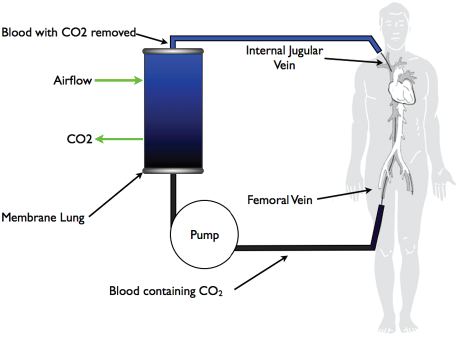 Blood with CO2 removed
Internal Jugular
Vein
Airflow
CO2
Femoral Vein
Membrane Lung
Pump
Blood containing CO₂